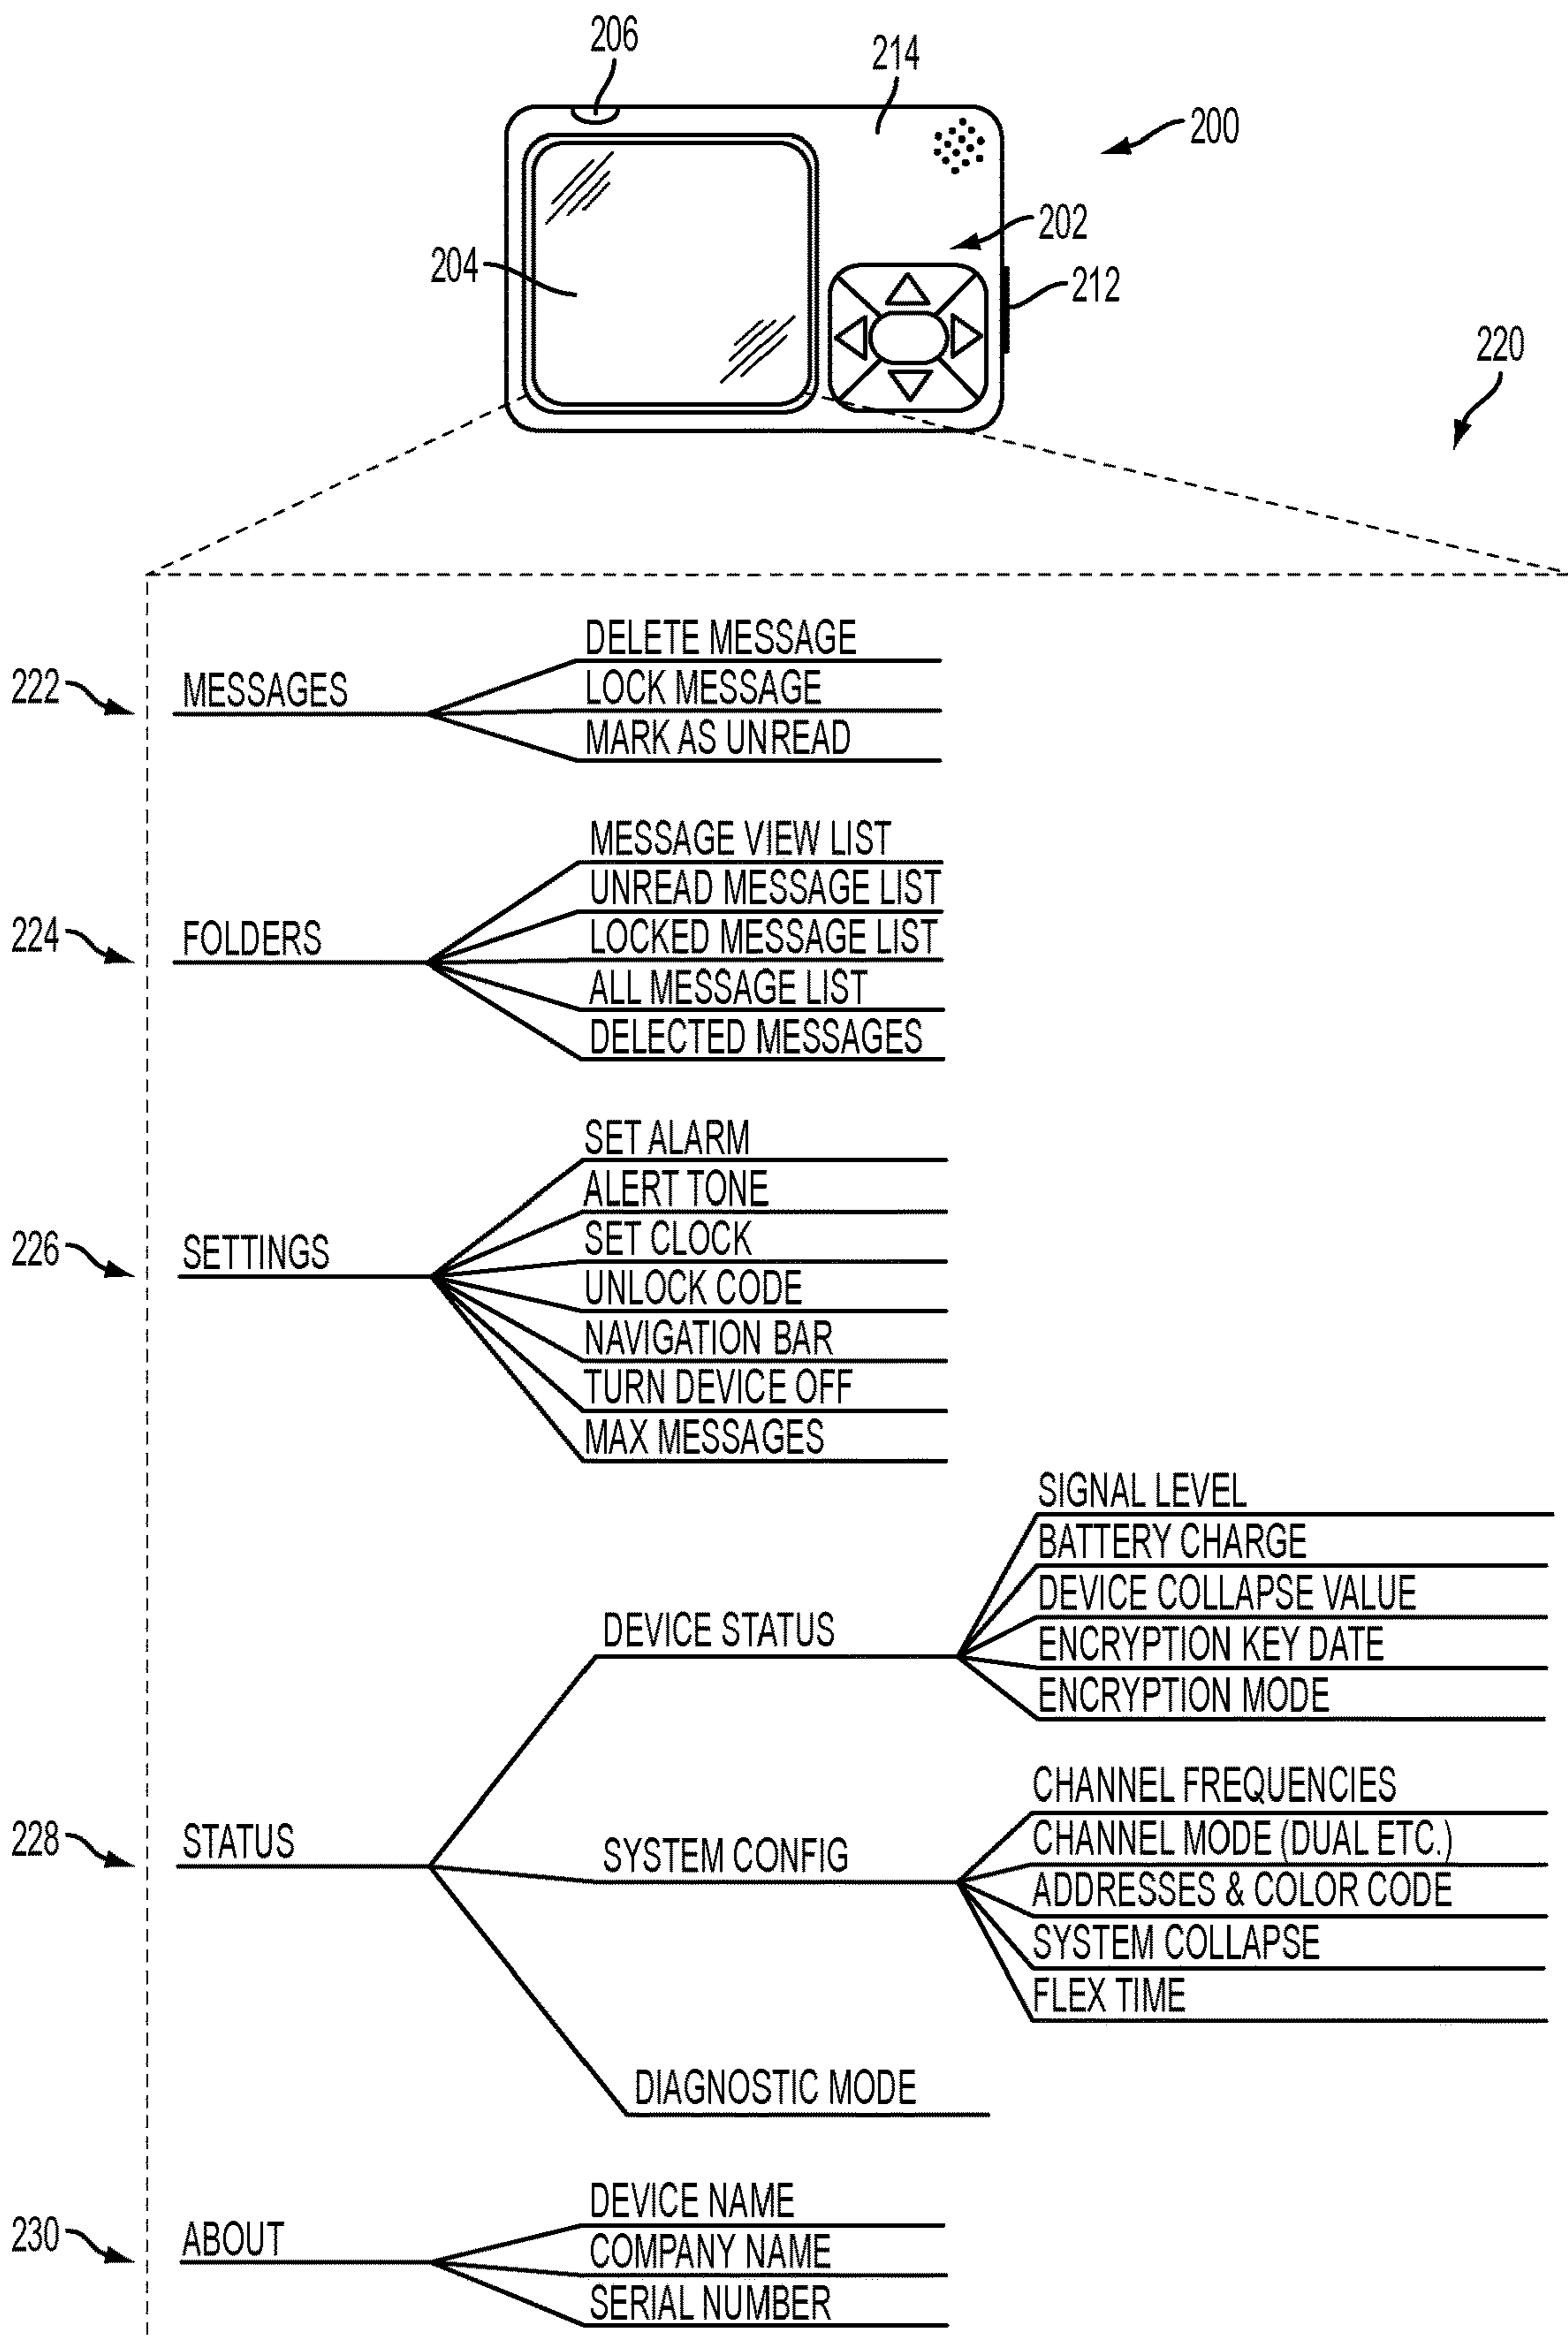 206
214
200
202
204
212
220
222
MESSAGES
DELETE MESSAGE
LOCK MESSAGE
MARK AS UNREAD
224
FOLDERS
MESSAGE VIEW LIST
UNREAD MESSAGE LIST
LOCKED MESSAGE LIST
ALL MESSAGE LIST
DELECTED MESSAGES
226
SETTINGS
SET ALARM
ALERT TONE
SET CLOCK
UNLOCK CODE
NAVIGATION BAR
TURN DEVICE OFF
MAX MESSAGES
228
STATUS
DEVICE STATUS
SIGNAL LEVEL
BATTERY CHARGE
DEVICE COLLAPSE VALUE
ENCRYPTION KEY DATE
ENCRYPTION MODE
SYSTEM CONFIG
CHANNEL FREQUENCIES
CHANNEL MODE (DUAL ETC.)
ADDRESSES & COLOR CODE
SYSTEM COLLAPSE
FLEX TIME
DIAGNOSTIC MODE
230
ABOUT
DEVICE NAME
COMPANY NAME
SERIAL NUMBER